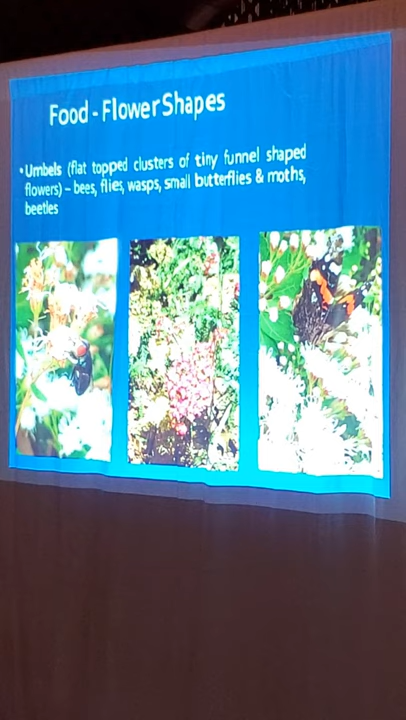 Food - Flower Shapes
• Umbels (flat topped clusters of tiny funnel shaped
flowers) – bees, flies, wasps, small butterflies & moths,
beetles